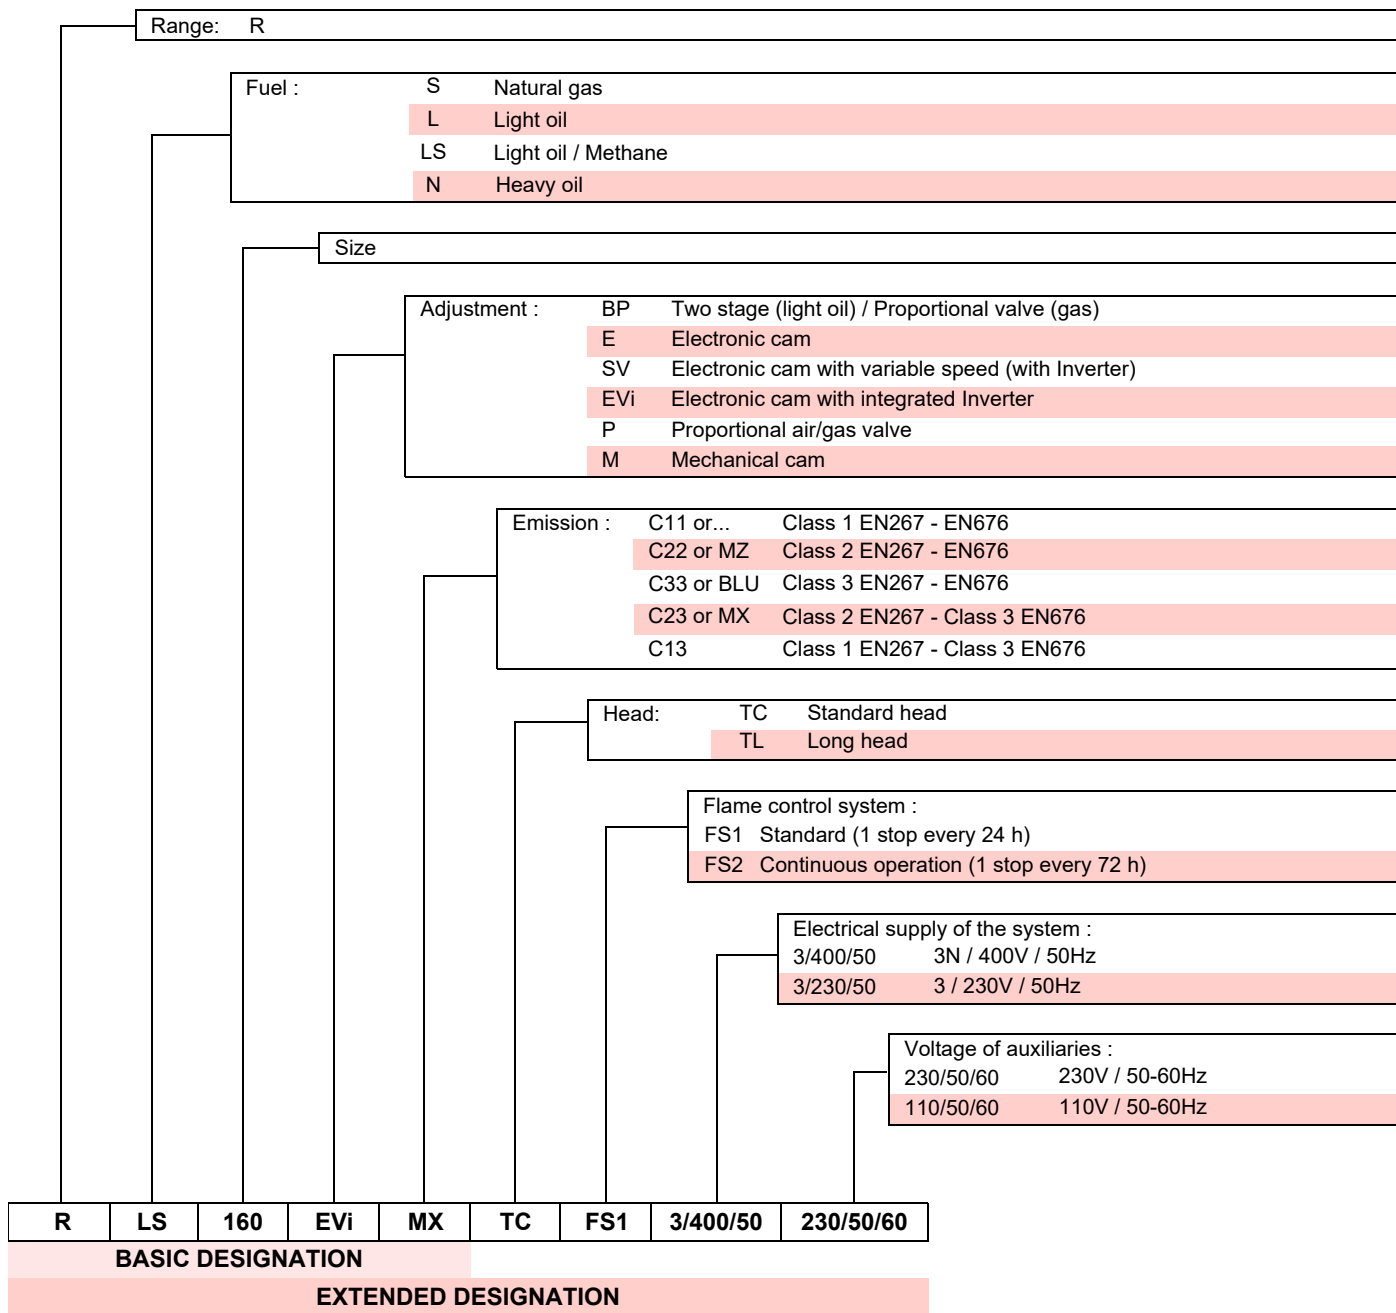 Range: R
Fuel : S Natural gas
L Light oil
LS Light oil / Methane
N Heavy oil
Size
Adjustment : BP Two stage (light oil) / Proportional valve (gas)
E Electronic cam
SV Electronic cam with variable speed (with Inverter)
EVi Electronic cam with integrated Inverter
P Proportional air/gas valve
M Mechanical cam
Emission : C11 or... Class 1 EN267 - EN676
C22 or MZ Class 2 EN267 - EN676
C33 or BLU Class 3 EN267 - EN676
C23 or MX Class 2 EN267 - Class 3 EN676
C13 Class 1 EN267 - Class 3 EN676
Head: TC Standard head
TL Long head
Flame control system :
FS1 Standard (1 stop every 24 h)
FS2 Continuous operation (1 stop every 72 h)
Electrical supply of the system :
3/400/50 3N / 400V / 50Hz
3/230/50 3 / 230V / 50Hz
Voltage of auxiliaries :
230/50/60 230V / 50-60Hz
110/50/60 110V / 50-60Hz
R LS 160 EVi MX TC FS1 3/400/50 230/50/60
BASIC DESIGNATION
EXTENDED DESIGNATION